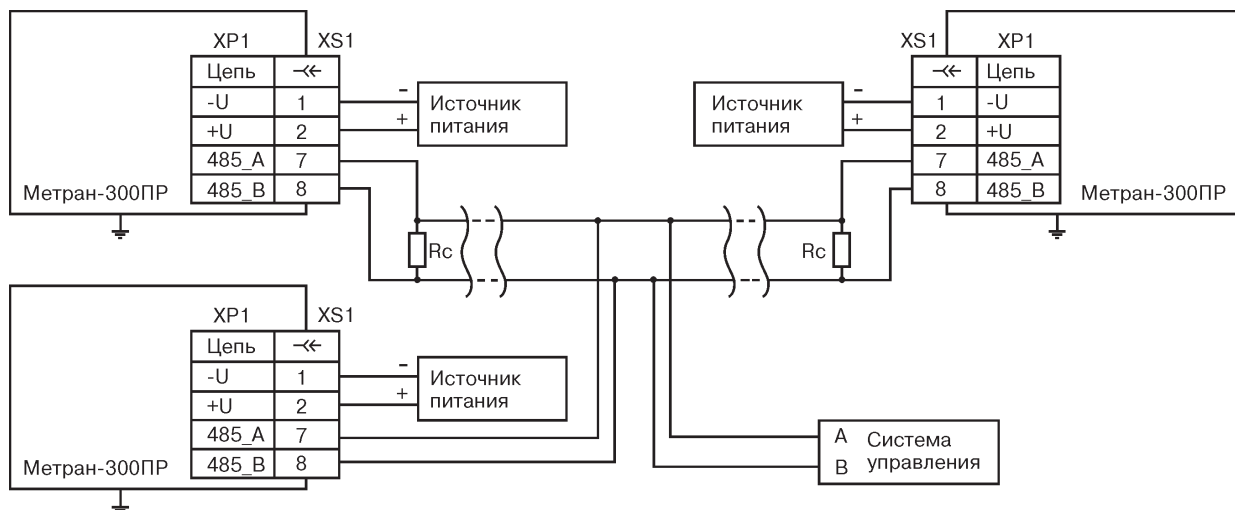 XP1 XS1
Цепь
-U 1
+U 2
485_A 7
485_B 8
Метран-300ПР
- Источник
+ питания
Rc
XS1 XP1
Цепь
1 -U
2 +U
7 485_A
8 485_B
Метран-300ПР
Источник -
питания +
Rc
XP1 XS1
Цепь
-U 1
+U 2
485_A 7
485_B 8
Метран-300ПР
- Источник
+ питания
A Система
B управления